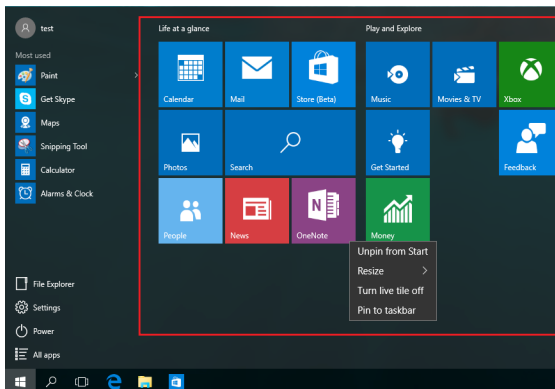 test
Most used
Paint
Get Skype
Maps
Snipping Tool
Calculator
Alarms & Clock
File Explorer
Settings
Power
All apps
Life at a glance
Calendar
Mail
Store (Beta)
Photos
Search
People
News
OneNote
Play and Explore
Music
Movies & TV
Xbox
Get Started
Feedback
Money
Unpin from Start
Resize
Turn live tile off
Pin to taskbar